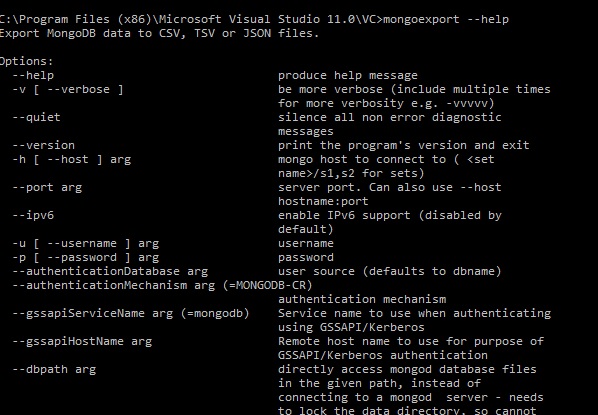 C:\Program Files (x86)\Microsoft Visual Studio 11.0\VC>mongoexport --help
Export MongoDB data to CSV, TSV or JSON files.

Options:
  --help                                produce help message
  -v [ --verbose ]                      be more verbose (include multiple times
                                        for more verbosity e.g. -vvvvv)
  --quiet                               silence all non error diagnostic
                                        messages
  --version                             print the program's version and exit
  -h [ --host ] arg                     mongo host to connect to ( <set
                                        name>/s1,s2 for sets)
  --port arg                            server port. Can also use --host
                                        hostname:port
  --ipv6                                enable IPv6 support (disabled by
                                        default)
  -u [ --username ] arg                 username
  -p [ --password ] arg                 password
  --authenticationDatabase arg          user source (defaults to dbname)
  --authenticationMechanism arg (=MONGODB-CR)
                                        authentication mechanism
  --gssapiServiceName arg (=mongodb)    Service name to use when authenticating
                                        using GSSAPI/Kerberos
  --gssapiHostName arg                  Remote host name to use for purpose of
                                        GSSAPI/Kerberos authentication
  --dbpath arg                          directly access mongod database files
                                        in the given path, instead of
                                        connecting to a mongod  server - needs
                                        to lock the data directory, so cannot